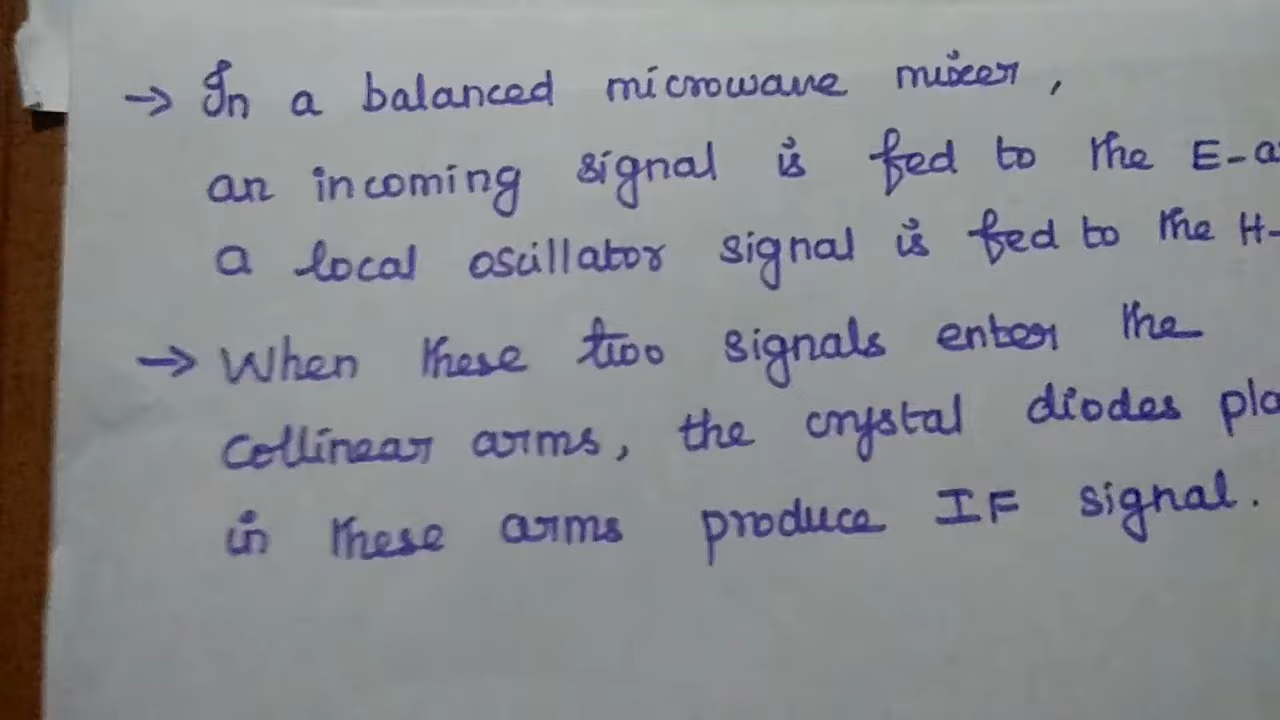 → In a balanced microwave mixer,
an incoming signal is fed to the E-a
a local oscillator signal is fed to the H-
→ When these two signals enter the
collinear arms, the crystal diodes pla
in these arms produce IF signal.